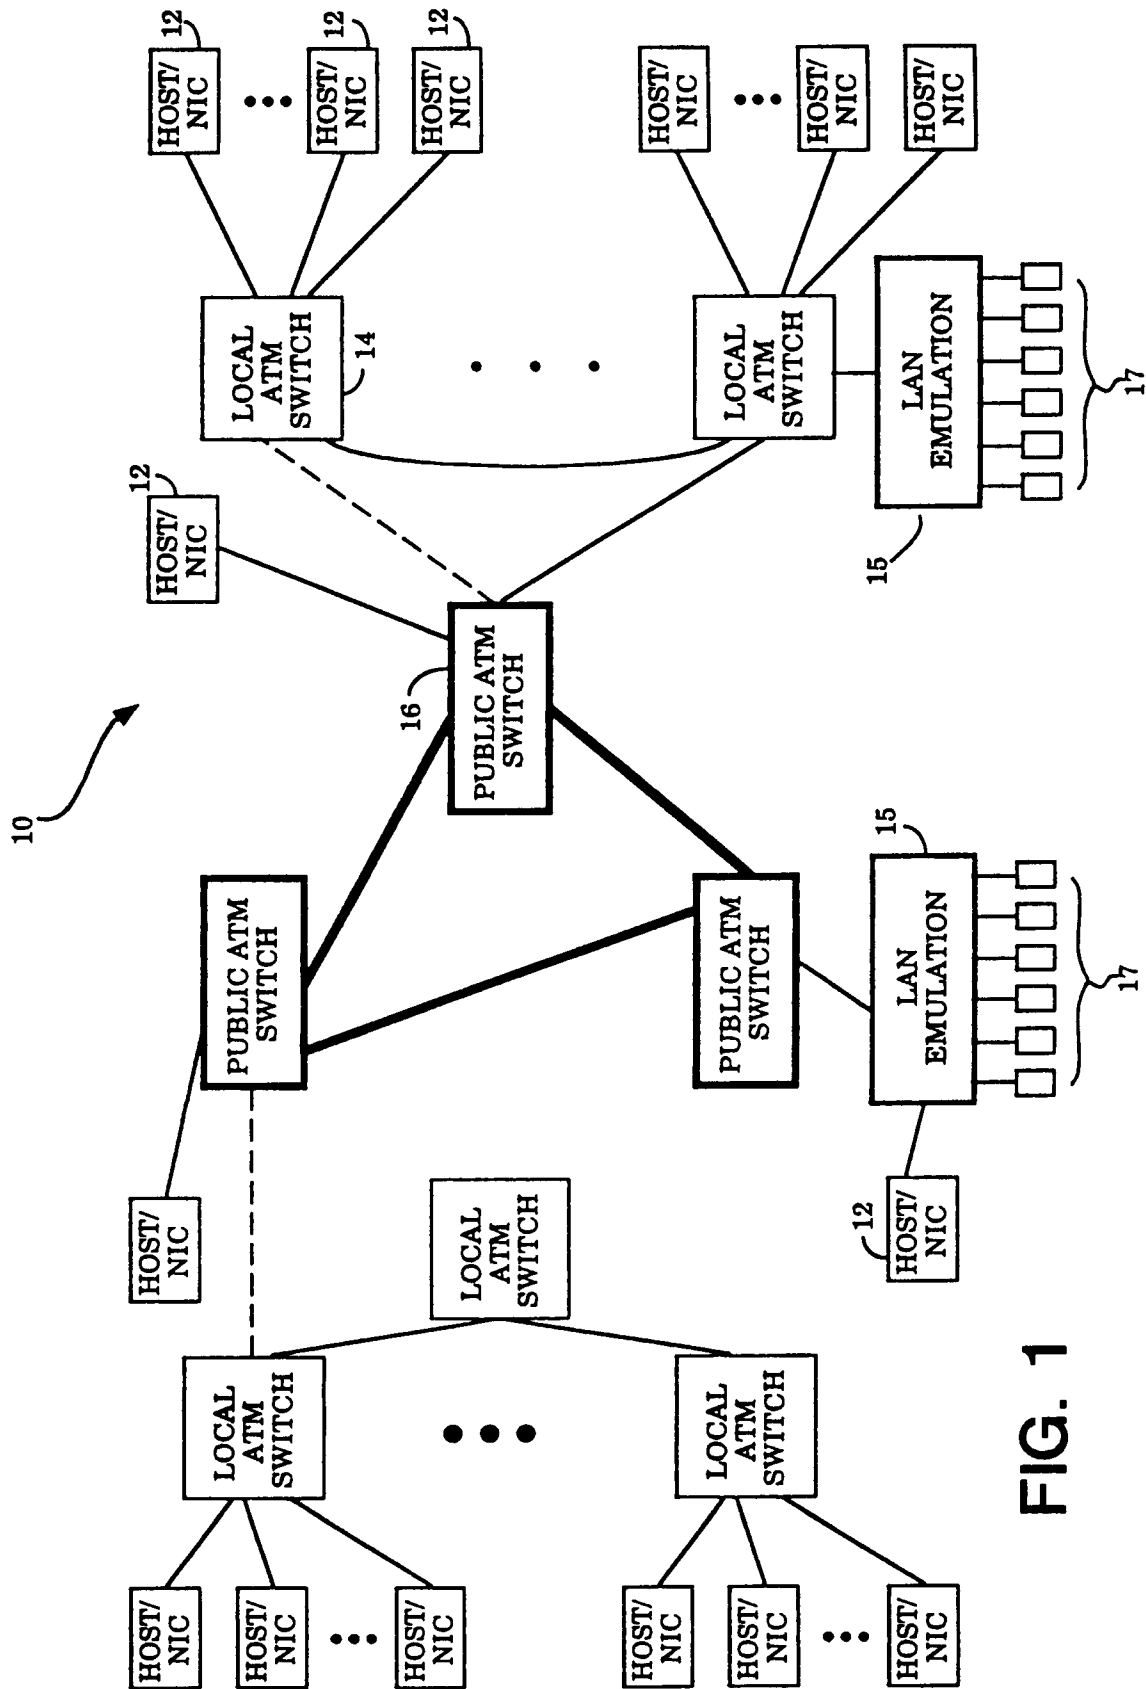 10
HOST/
NIC
HOST/
NIC
HOST/
NIC
LOCAL
ATM
SWITCH
HOST/
NIC
PUBLIC ATM
SWITCH
12
HOST/
NIC
LOCAL
ATM
SWITCH
14
12
HOST/
NIC
12
HOST/
NIC
12
HOST/
NIC
LOCAL
ATM
SWITCH
16
PUBLIC ATM
SWITCH
HOST/
NIC
HOST/
NIC
HOST/
NIC
LOCAL
ATM
SWITCH
PUBLIC ATM
SWITCH
LOCAL
ATM
SWITCH
HOST/
NIC
HOST/
NIC
HOST/
NIC
12
HOST/
NIC
15
LAN
EMULATION
17
15
LAN
EMULATION
17
FIG. 1